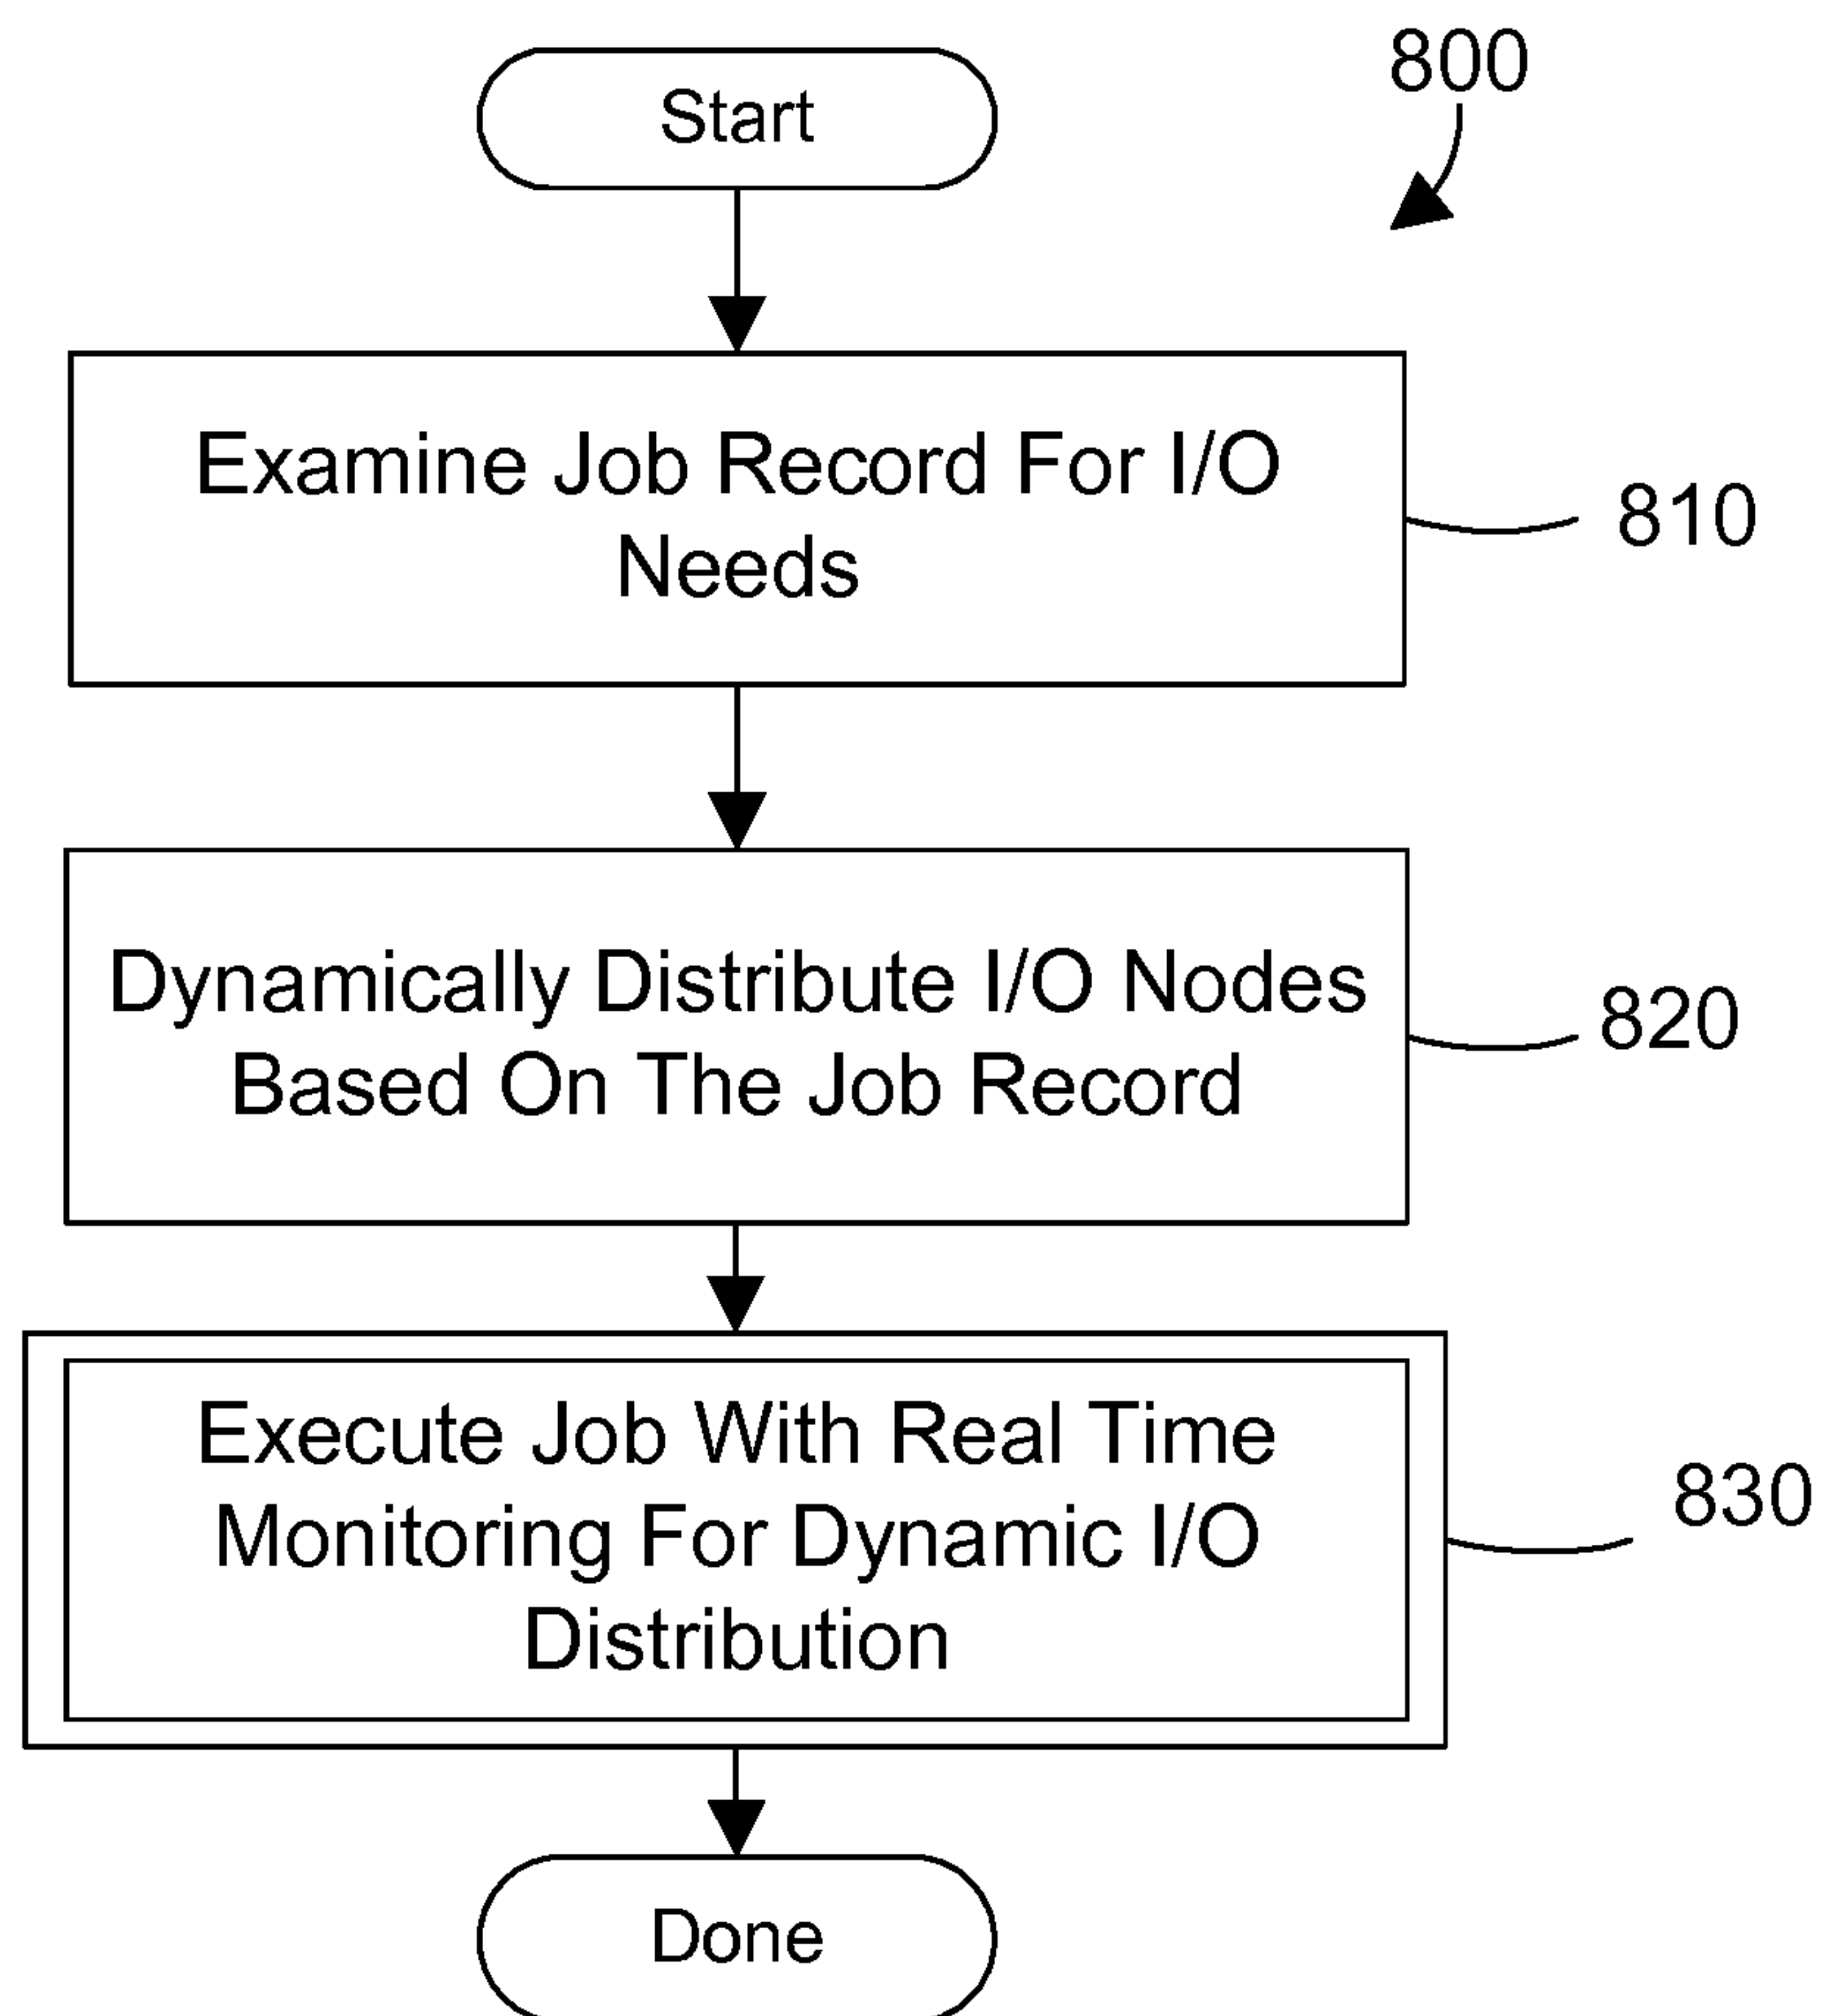 800
Start
Examine Job Record For I/O
Needs
810
Dynamically Distribute I/O Nodes
Based On The Job Record
820
Execute Job With Real Time
Monitoring For Dynamic I/O
Distribution
830
Done